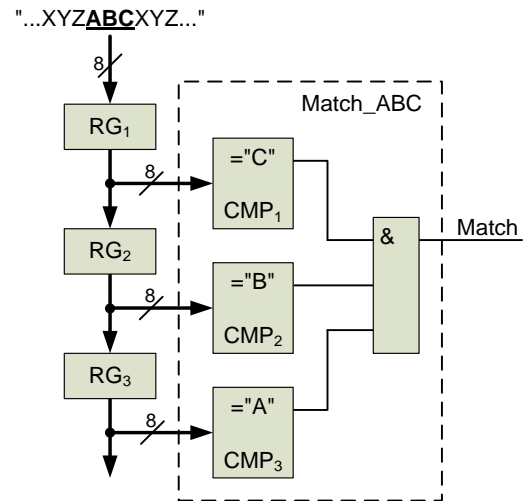 "...XYZABCXYZ..."
8
Match_ABC
RG₁
="C"
8
CMP₁
&
Match
RG₂
="B"
8
CMP₂
RG₃
="A"
8
CMP₃